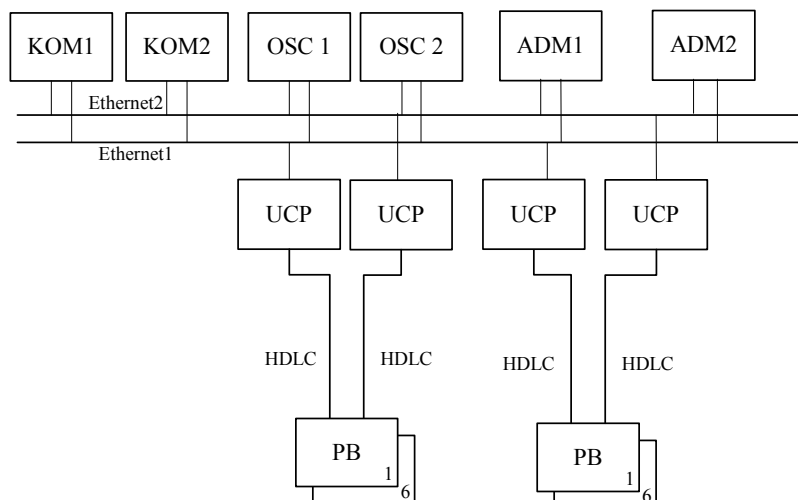 KOM1 KOM2 OSC 1 OSC 2 ADM1 ADM2
Ethernet2
Ethernet1
UCP UCP UCP UCP
HDLC HDLC HDLC HDLC
PB PB
1 1
6 6